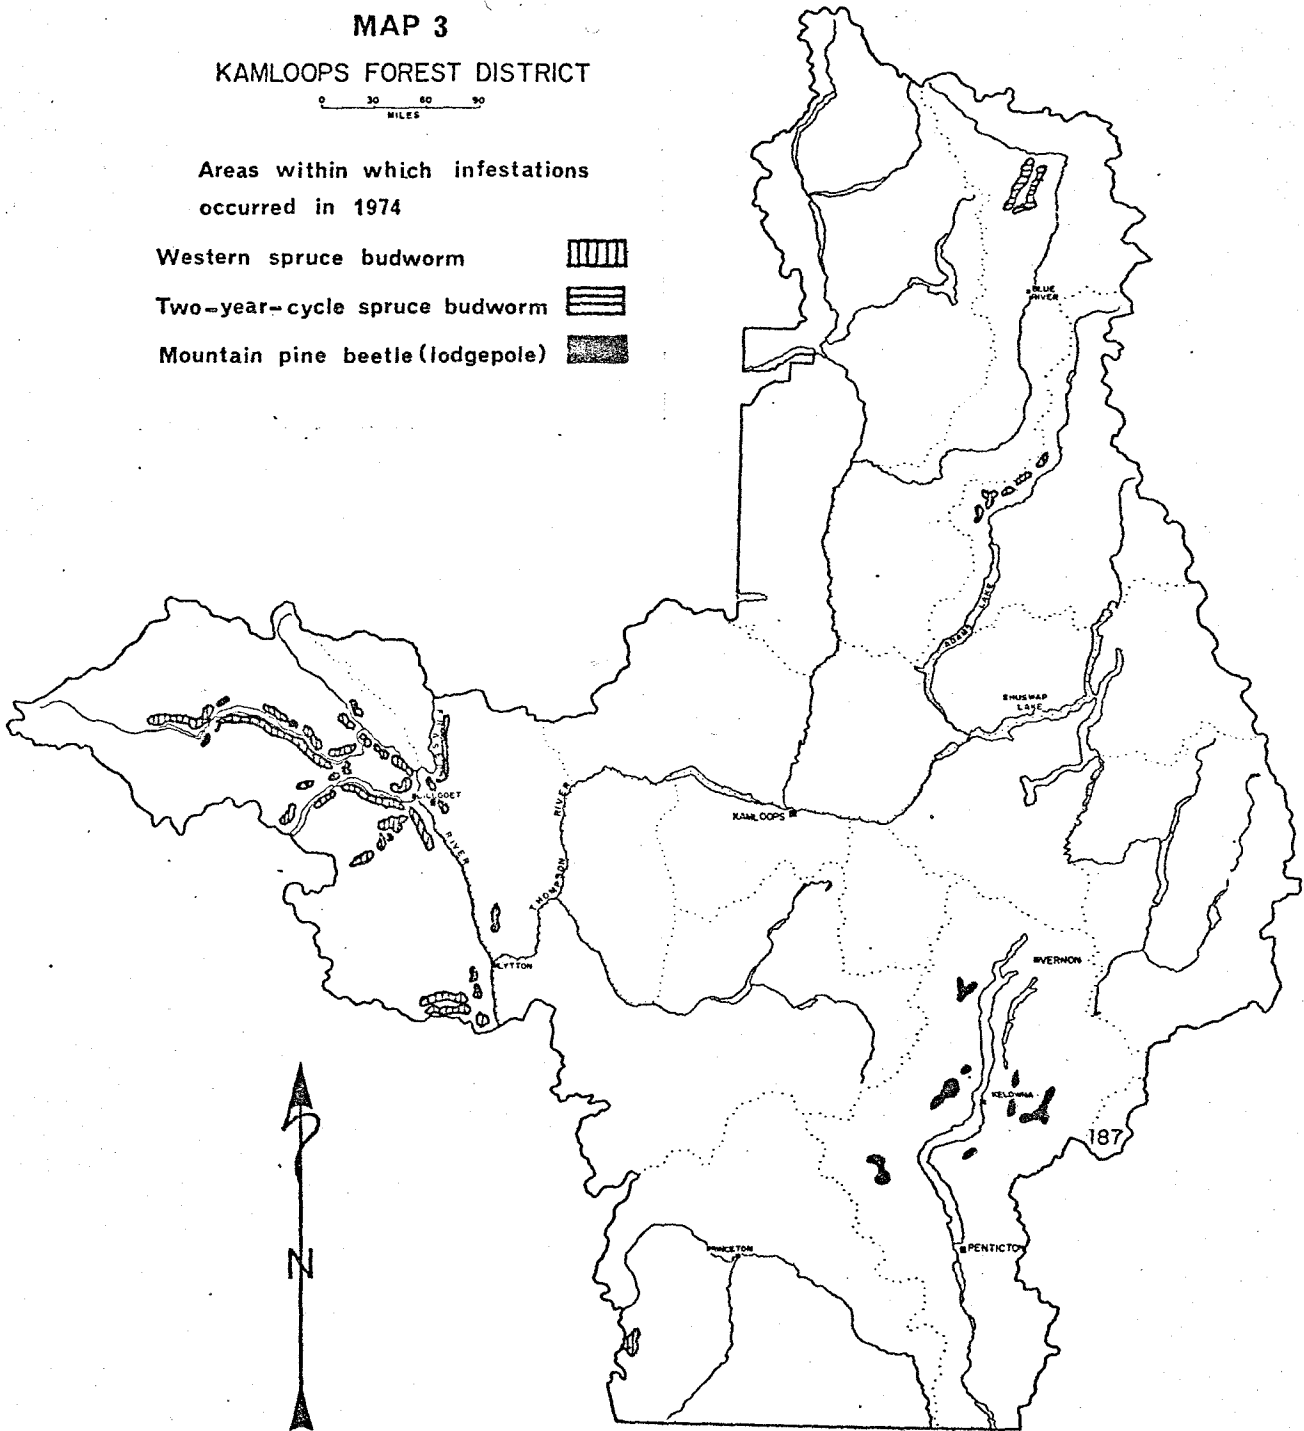 MAP 3
KAMLOOPS FOREST DISTRICT
0 30 60 90
MILES
Areas within which infestations
occurred in 1974
Western spruce budworm
Two-year-cycle spruce budworm
Mountain pine beetle (lodgepole)
BLUE
RIVER
ADAMS LAKE
SHUSWAP
LAKE
RIVER
KAMLOOPS
THOMPSON RIVER
LYTTON
VERNON
KELOWNA
187
PRINCETON
PENTICTON
N